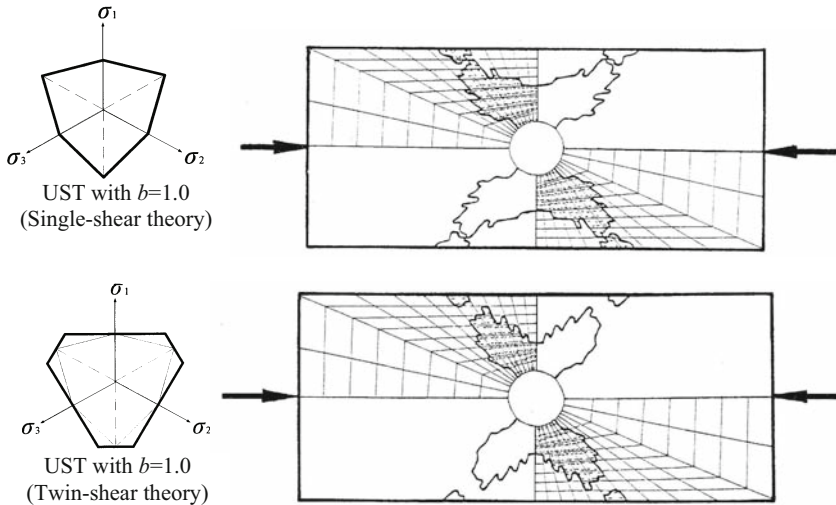 σ₁
σ₃
σ₂
UST with b=1.0
(Single-shear theory)
σ₁
σ₃
σ₂
UST with b=1.0
(Twin-shear theory)